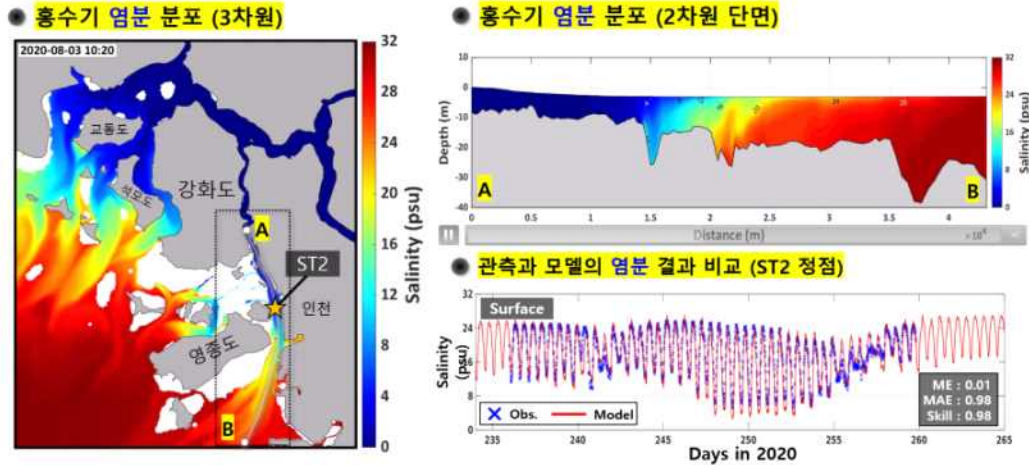 홍수기 염분 분포 (3차원)
2020-08-03 10:20
교동도
석모도
강화도
A
ST2
인천
영종도
B
32
28
24
20
16
12
8
4
0
Salinity (psu)
홍수기 염분 분포 (2차원 단면)
10
0
-10
-20
-30
-40
Depth (m)
A
B
0 0.5 1 1.5 2 2.5 3 3.5 4
Distance (m)
×10⁴
32
24
16
8
0
Salinity (psu)
관측과 모델의 염분 결과 비교 (ST2 정점)
Surface
32
24
16
8
0
Salinity
(psu)
× Obs. Model
ME : 0.01
MAE : 0.98
Skill : 0.98
235 240 245 250 255 260 265
Days in 2020